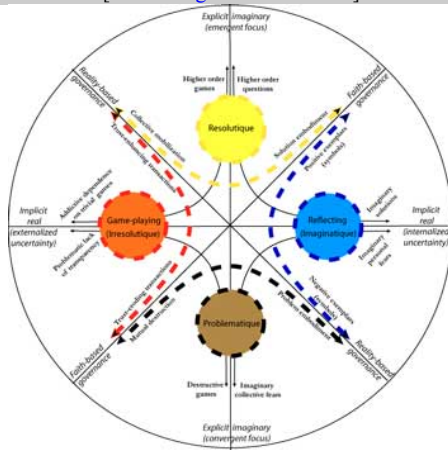 Explicit imaginary
(emergent focus)
Reality-based
governance
Faith-based
governance
Higher order
games
Higher order
questions
Resolutique
Collective mobilization
Trust-enhancing transactions
Solution embodiment
Positive exemplars
(symbols)
Implicit
real
(externalized
uncertainty)
Addictive dependence
on trivial games
Problematic lack
of transparency
Game-playing
(Irresolutique)
Reflecting
(Imaginatique)
Imaginary
solutions
Imaginary
personal
fears
Implicit
real
(internalized
uncertainty)
Trust-eroding transactions
Mutual destruction
Negative exemplars
(symbols)
Problem embodiment
Problematique
Faith-based
governance
Reality-based
governance
Destructive
games
Imaginary
collective fears
Explicit imaginary
(convergent focus)